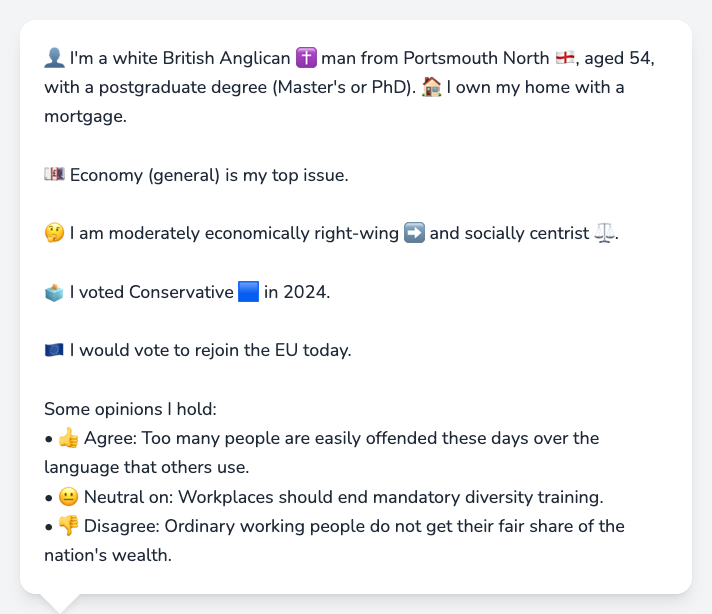 👤 I'm a white British Anglican ✝️ man from Portsmouth North 🏴󠁧󠁢󠁥󠁮󠁧󠁿, aged 54,
with a postgraduate degree (Master's or PhD). 🏠 I own my home with a
mortgage.
💷 Economy (general) is my top issue.
🤔 I am moderately economically right-wing ➡️ and socially centrist ⚖️.
🗳️ I voted Conservative 🟦 in 2024.
🇪🇺 I would vote to rejoin the EU today.
Some opinions I hold:
• 👍 Agree: Too many people are easily offended these days over the
language that others use.
• 😐 Neutral on: Workplaces should end mandatory diversity training.
• 👎 Disagree: Ordinary working people do not get their fair share of the
nation's wealth.